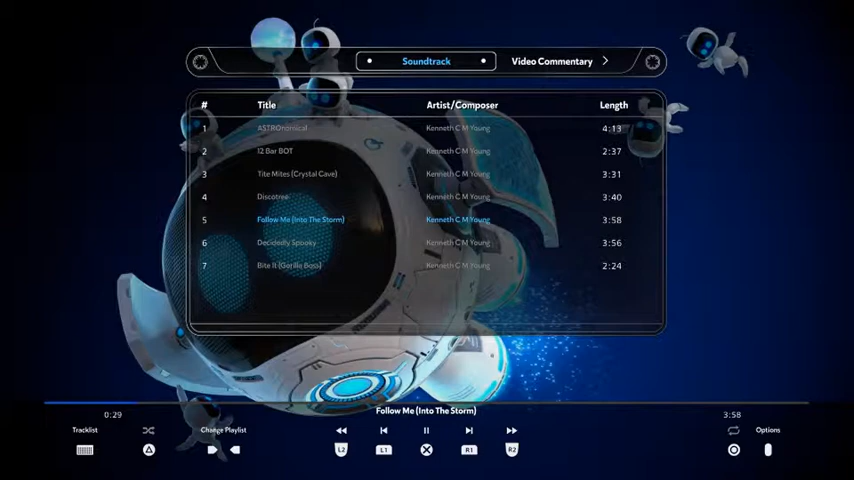 Soundtrack Video Commentary
# Title Artist/Composer Length
1 ASTROnomical Kenneth C M Young 4:13
2 12 Bar BOT Kenneth C M Young 2:37
3 Tite Mites (Crystal Cave) Kenneth C M Young 3:31
4 Discotree Kenneth C M Young 3:40
5 Follow Me (Into The Storm) Kenneth C M Young 3:58
6 Decidedly Spooky Kenneth C M Young 3:56
7 Bite It (Gorilla Boss) Kenneth C M Young 2:24
0:29 Follow Me (Into The Storm) 3:58
Tracklist Change Playlist Options
L2 L1 R1 R2